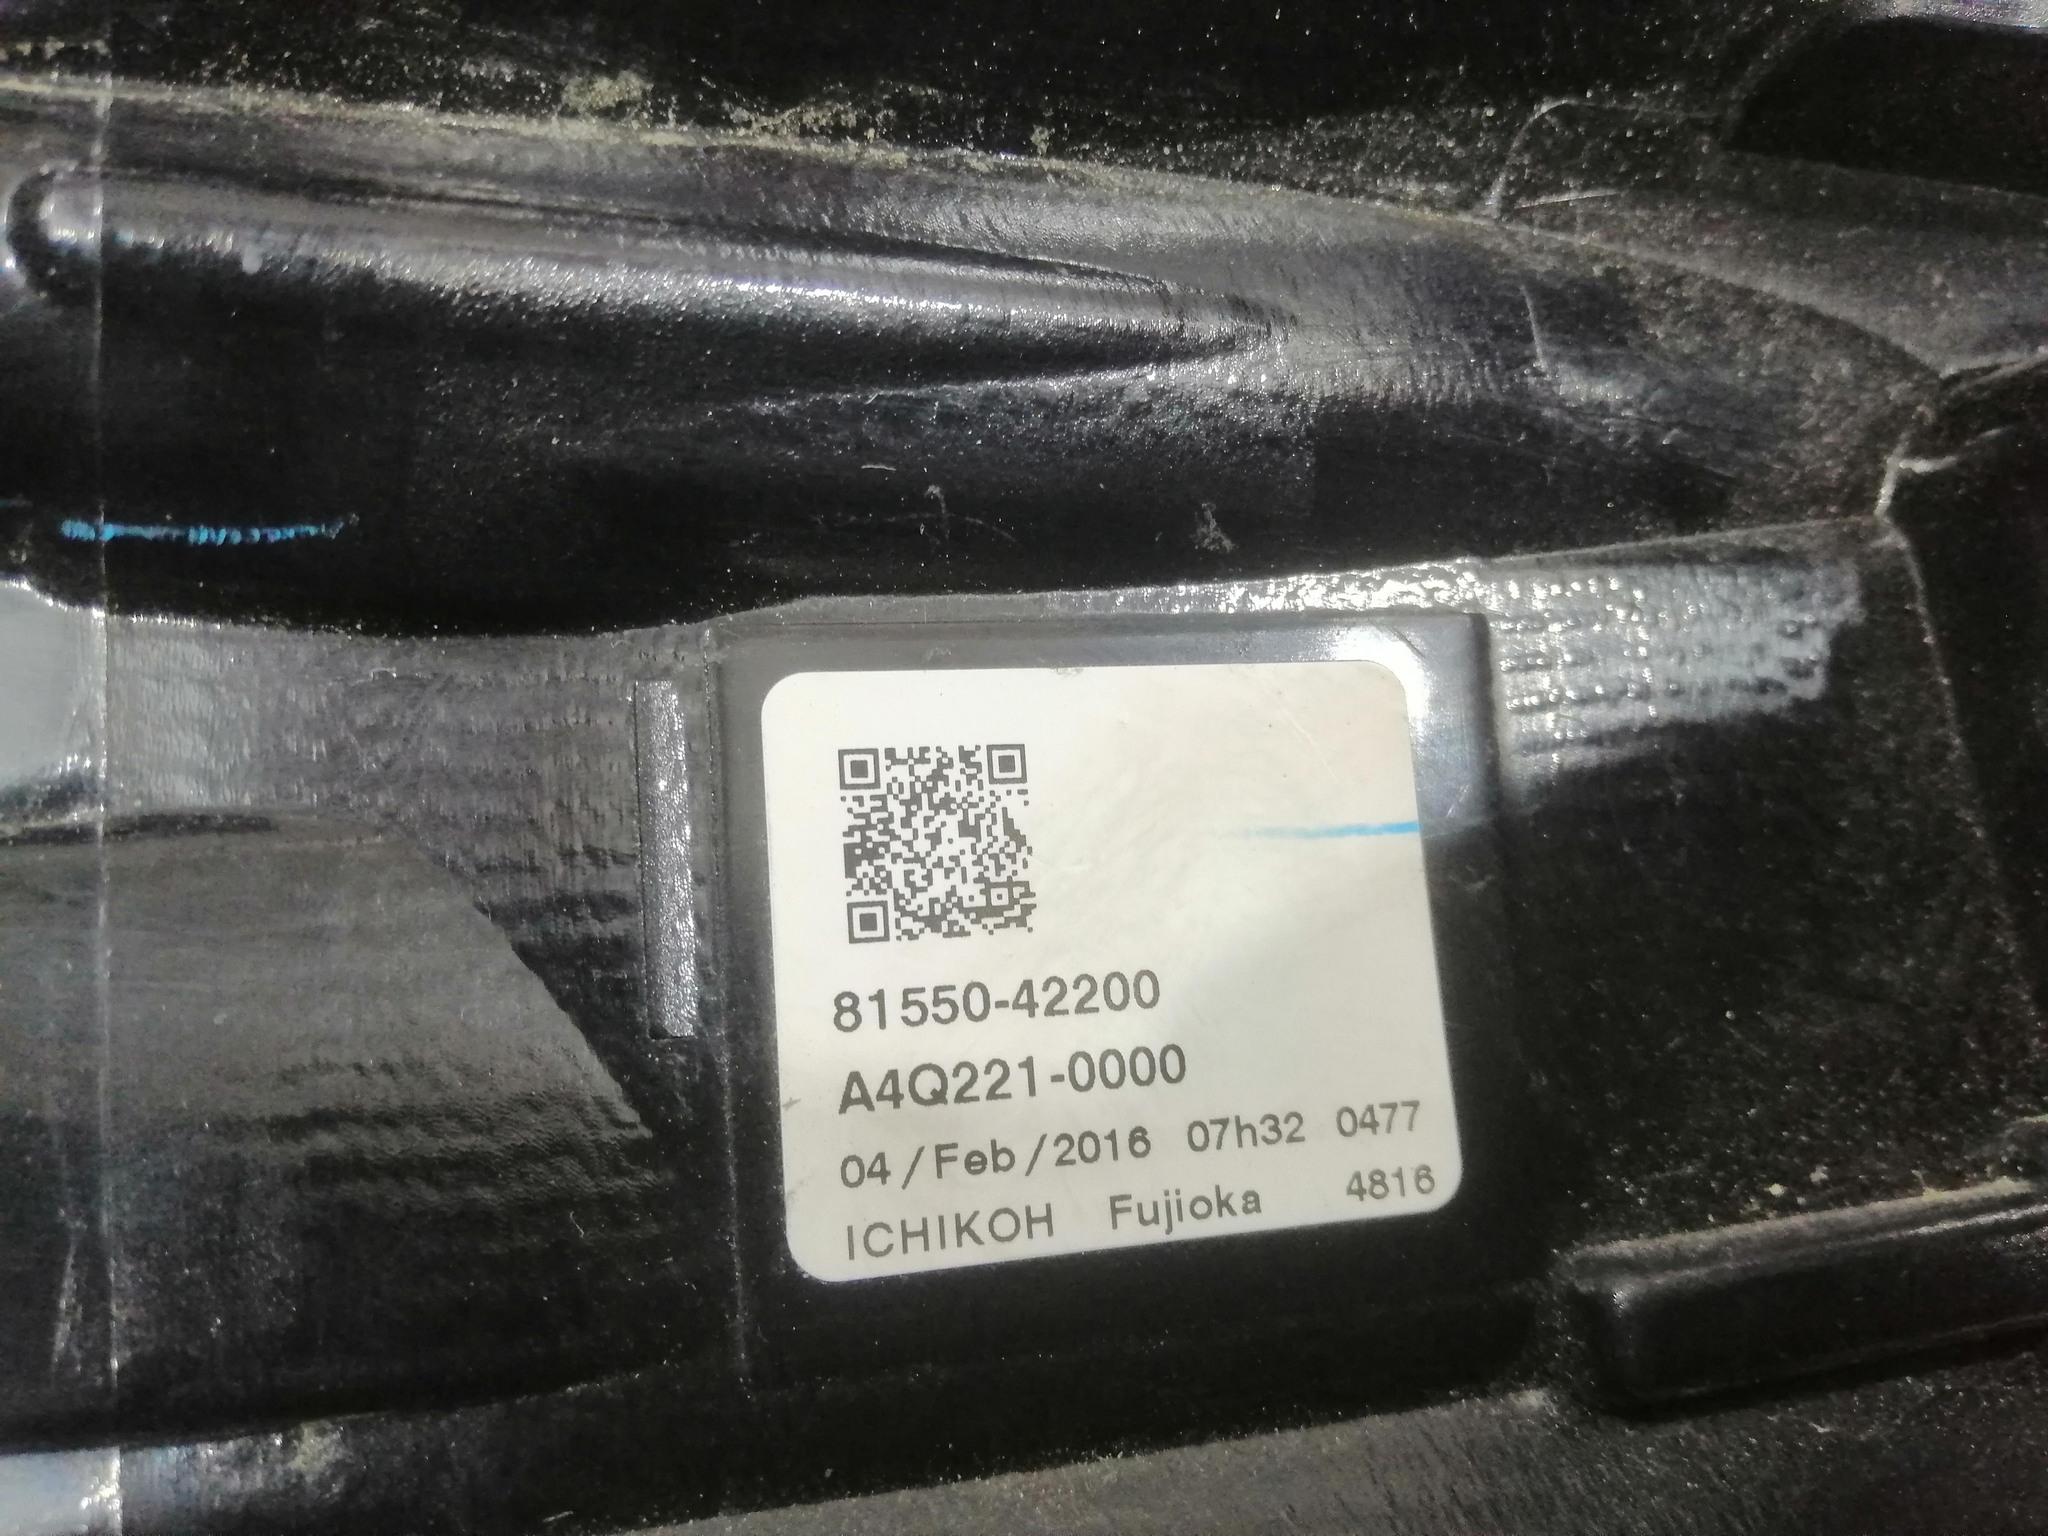 81550-42200
A4Q221-0000
04/Feb/2016 07h32 0477
ICHIKOH Fujioka 4816